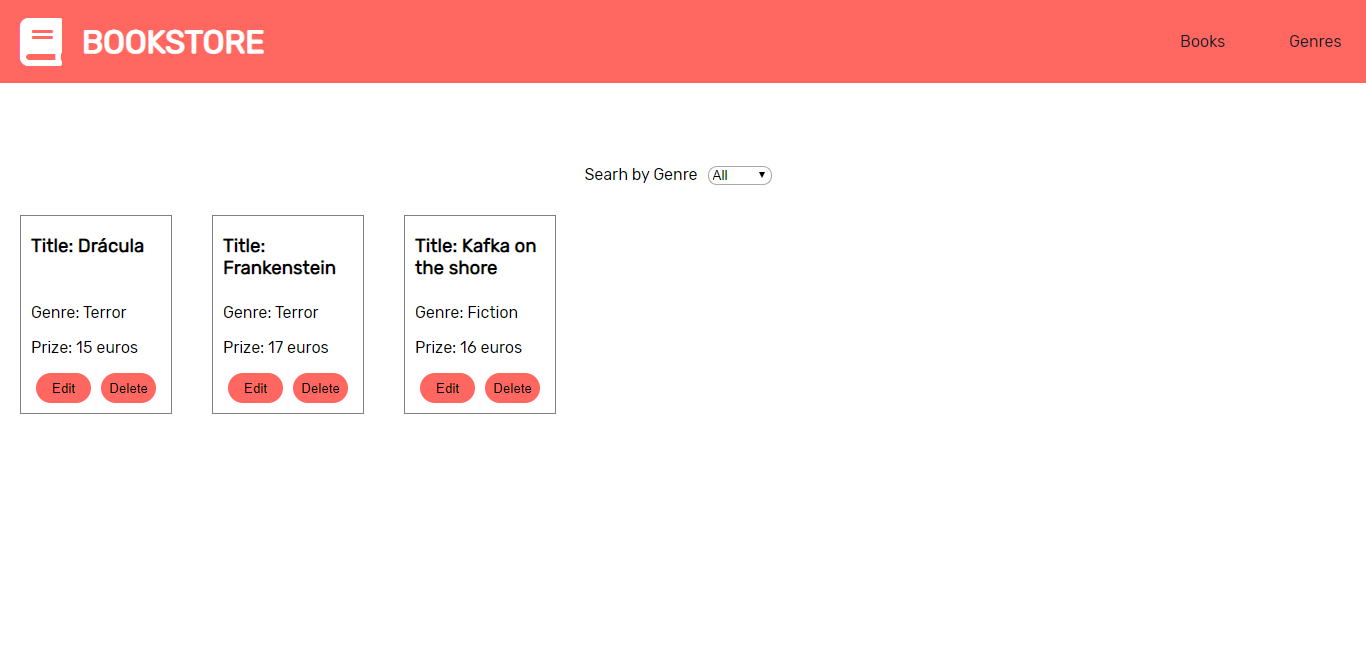 BOOKSTORE
Books
Genres
Searh by Genre
All
Title: Drácula
Genre: Terror
Prize: 15 euros
Edit
Delete
Title:
Frankenstein
Genre: Terror
Prize: 17 euros
Edit
Delete
Title: Kafka on
the shore
Genre: Fiction
Prize: 16 euros
Edit
Delete